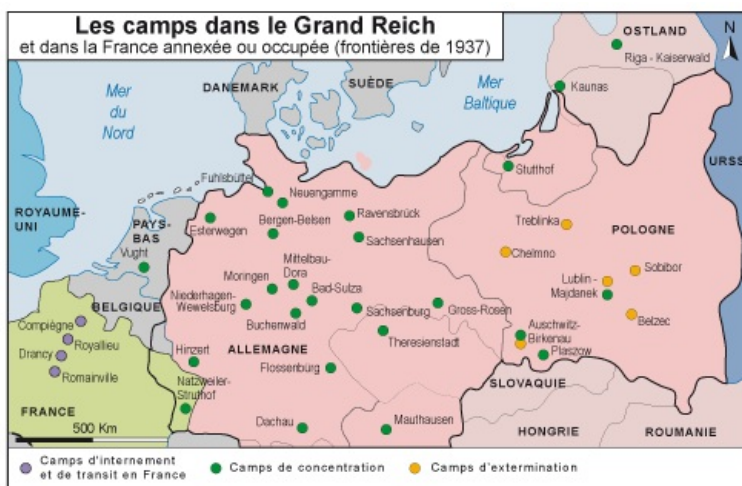 Les camps dans le Grand Reich
et dans la France annexée ou occupée (frontières de 1937)
OSTLAND
N
Riga - Kaiserwald
DANEMARK
SUÈDE
Mer
Baltique
Kaunas
Mer
du
Nord
URSS
Stutthof
Fuhlsbüttel
Neuengamme
ROYAUME-
UNI
PAYS-
BAS
Esterwegen
Bergen-Belsen
Ravensbrück
Treblinka
POLOGNE
Sachsenhausen
Chelmno
Vught
Mittelbau-
Dora
Sobibor
Moringen
Bad-Sulza
Lublin -
Majdanek
Niederhagen-
Wewelsburg
BELGIQUE
Sachsenburg
Gross-Rosen
Buchenwald
Belzec
Compiègne
Auschwitz-
Birkenau
Theresienstadt
Royallieu
Hinzert
ALLEMAGNE
Plaszow
Drancy
Flossenbürg
Romainville
Natzweiler-
Struthof
SLOVAQUIE
FRANCE
500 Km
Dachau
Mauthausen
HONGRIE
ROUMANIE
Camps d'internement
et de transit en France
Camps de concentration
Camps d'extermination